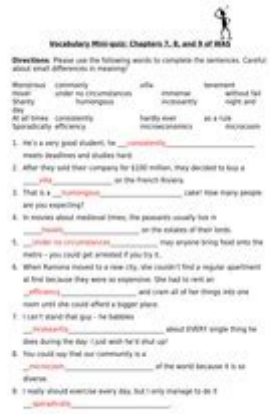 Vocabulary Mini-quiz: Chapters 7, 8, and 9 of WAS
Directions: Please use the following words to complete the sentences. Careful
about small differences in meaning!
Monstrous commonly villa tenement
Hovel under no circumstances immense without fail
Shanty humongous incessantly night and
day
At all times consistently hardly ever as a rule
Sporadically efficiency microeconomics microcosm
1. He's a very good student; he __consistently__
meets deadlines and studies hard.
2. After they sold their company for $100 million, they decided to buy a
__villa__ on the French Riviera.
3. That is a __humongous__ cake! How many people
are you expecting?
4. In movies about medieval times, the peasants usually live in
__hovels__ on the estates of their lords.
5. __Under no circumstances__ may anyone bring food onto the
metro – you could get arrested if you try it.
6. When Ramona moved to a new city, she couldn't find a regular apartment
at first because they were so expensive. She had to rent an
__efficiency__ and cram all of her things into one
room until she could afford a bigger place.
7. I can't stand that guy – he babbles
__incessantly__ about EVERY single thing he
does during the day. I just wish he'd shut up!
8. You could say that our community is a
__microcosm__ of the world because it is so
diverse.
9. I really should exercise every day, but I only manage to do it
__sporadically__